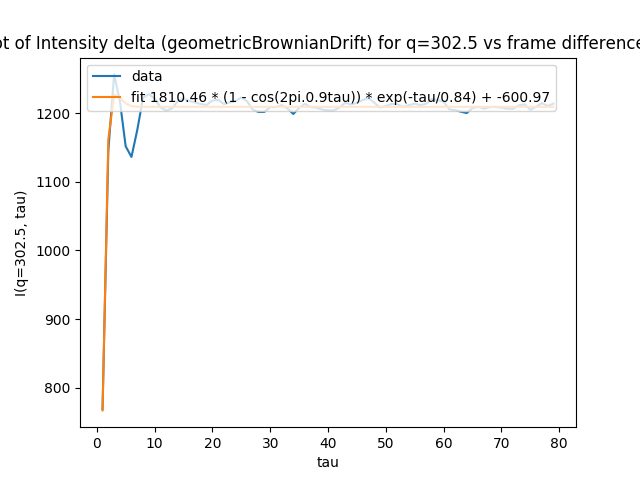 ot of Intensity delta (geometricBrownianDrift) for q=302.5 vs frame difference
data
fit 1810.46 * (1 - cos(2pi.0.9tau)) * exp(-tau/0.84) + -600.97
I(q=302.5, tau)
1200
1100
1000
900
800
0 10 20 30 40 50 60 70 80
tau